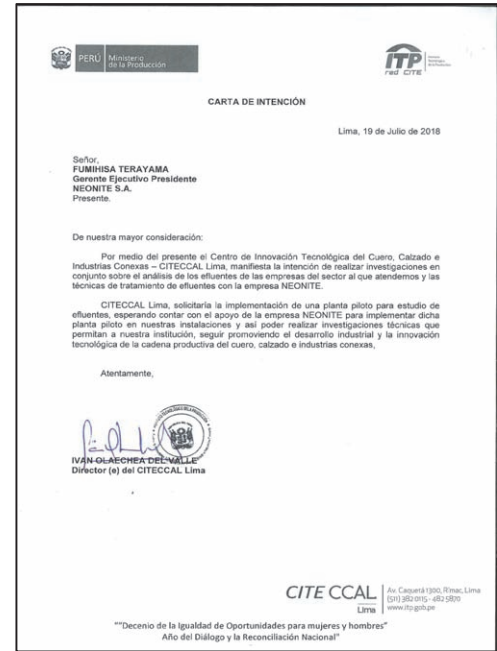 PERÚ
Ministerio
de la Producción
ITP
red CITE
CARTA DE INTENCIÓN
Lima, 19 de Julio de 2018
Señor,
FUMIHISA TERAYAMA
Gerente Ejecutivo Presidente
NEONITE S.A.
Presente.
De nuestra mayor consideración:
Por medio del presente el Centro de Innovación Tecnológica del Cuero, Calzado e
Industrias Conexas – CITECCAL Lima, manifiesta la intención de realizar investigaciones en
conjunto sobre el análisis de los efluentes de las empresas del sector al que atendemos y las
técnicas de tratamiento de efluentes con la empresa NEONITE.
CITECCAL Lima, solicitaria la implementación de una planta piloto para estudio de
efluentes, esperando contar con el apoyo de la empresa NEONITE para implementar dicha
planta piloto en nuestras instalaciones y asi poder realizar investigaciones técnicas que
permitan a nuestra institución, seguir promoviendo el desarrollo industrial y la innovación
tecnológica de la cadena productiva del cuero, calzado e industrias conexas,
Atentamente,
IVAN OLAECHEA DEL VALLE
Director (e) del CITECCAL Lima
CITE CCAL
Lima
Av. Caquetá 1300, Rímac, Lima
(511) 382 0115 - 482 5870
www.itp.gob.pe
""Decenio de la Igualdad de Oportunidades para mujeres y hombres"
Año del Diálogo y la Reconciliación Nacional"